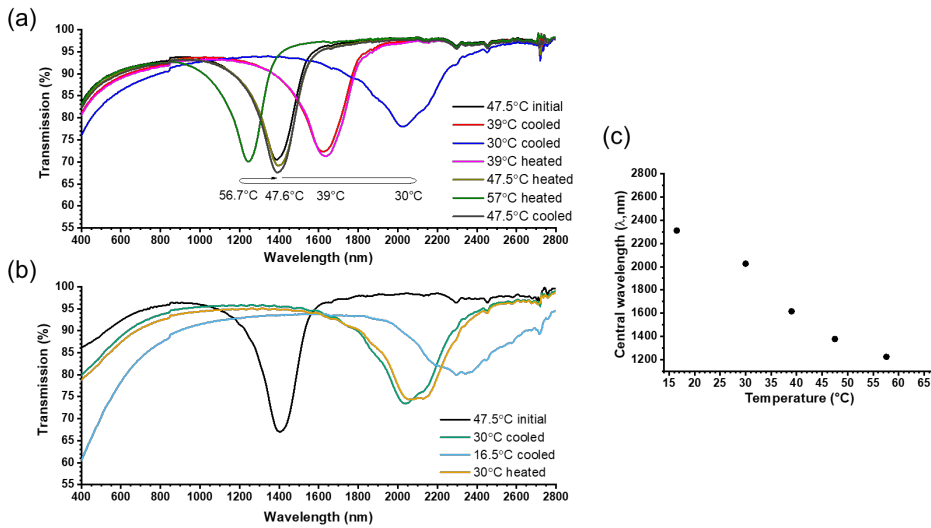 (a)
100
95
90
85
80
75
70
65
60
55
Transmission (%)
47.5°C initial
39°C cooled
30°C cooled
39°C heated
47.5°C heated
57°C heated
47.5°C cooled
56.7°C 47.6°C 39°C 30°C
400 600 800 1000 1200 1400 1600 1800 2000 2200 2400 2600 2800
Wavelength (nm)
(b)
100
95
90
85
80
75
70
65
60
55
Transmission (%)
47.5°C initial
30°C cooled
16.5°C cooled
30°C heated
400 600 800 1000 1200 1400 1600 1800 2000 2200 2400 2600 2800
Wavelength (nm)
(c)
2800
2600
2400
2200
2000
1800
1600
1400
1200
Central wavelength (λ,nm)
15 20 25 30 35 40 45 50 55 60 65
Temperature (°C)